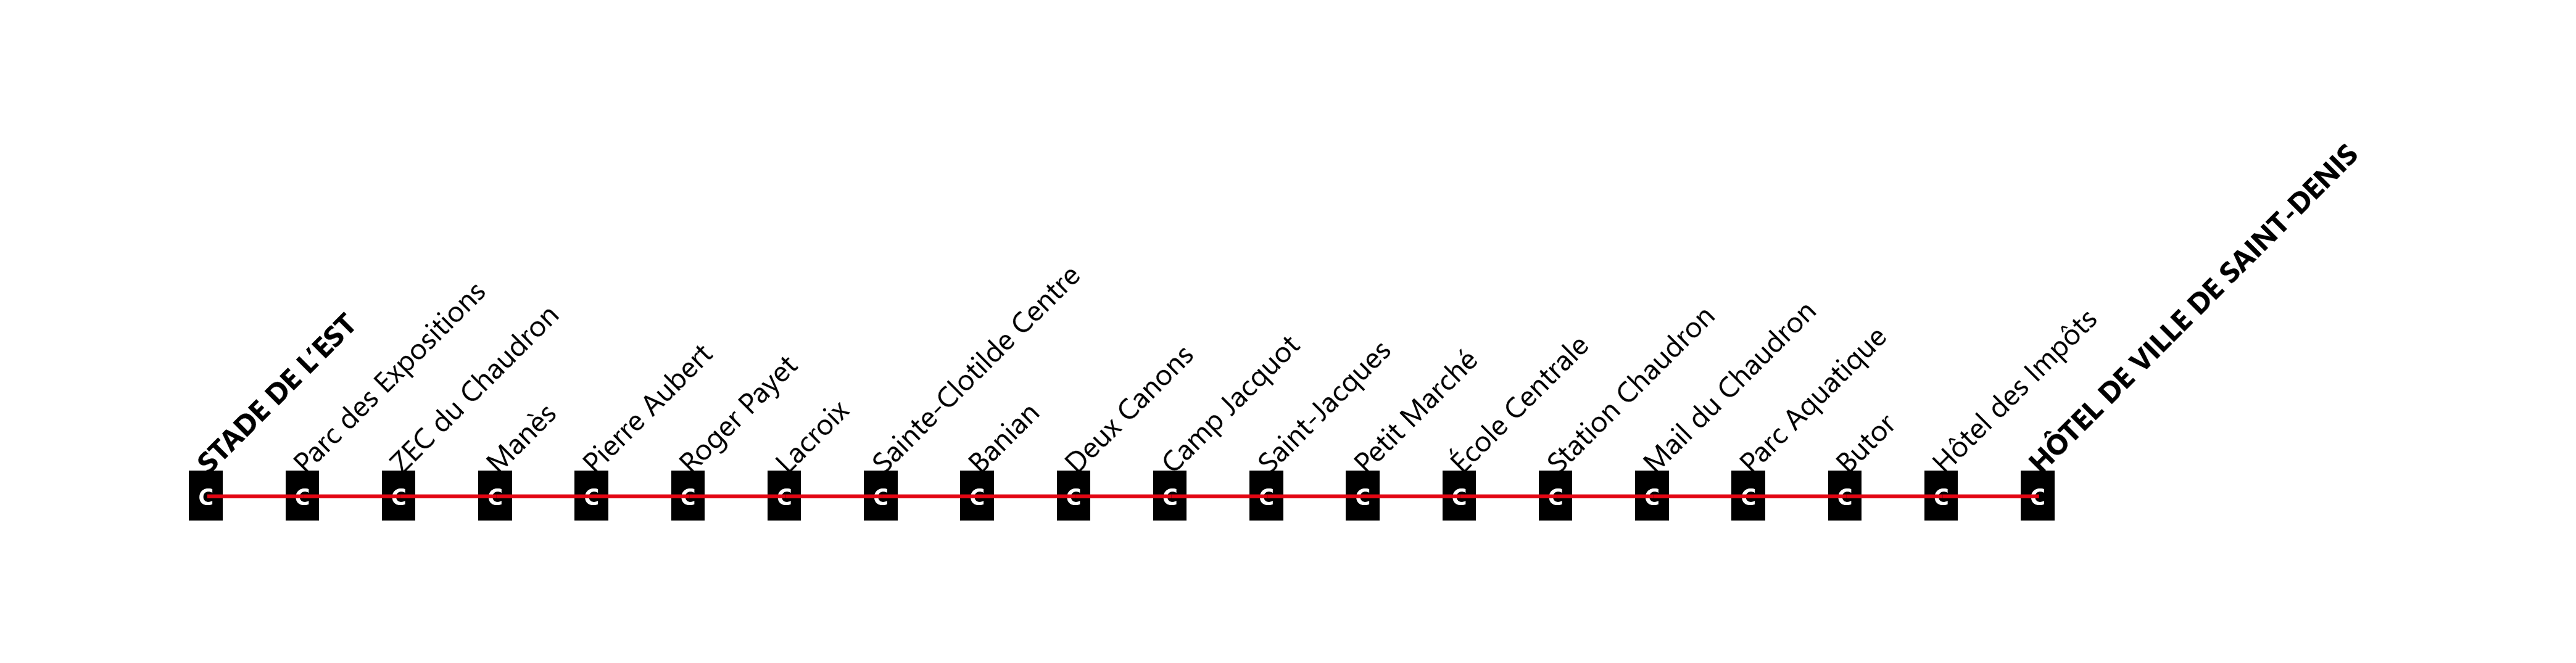 STADE DE L'EST
Parc des Expositions
ZEC du Chaudron
Manès
Pierre Aubert
Roger Payet
Lacroix
Sainte-Clotilde Centre
Banian
Deux Canons
Camp Jacquot
Saint-Jacques
Petit Marché
École Centrale
Station Chaudron
Mail du Chaudron
Parc Aquatique
Butor
Hôtel des Impôts
HÔTEL DE VILLE DE SAINT-DENIS
C C C C C C C C C C C C C C C C C C C C